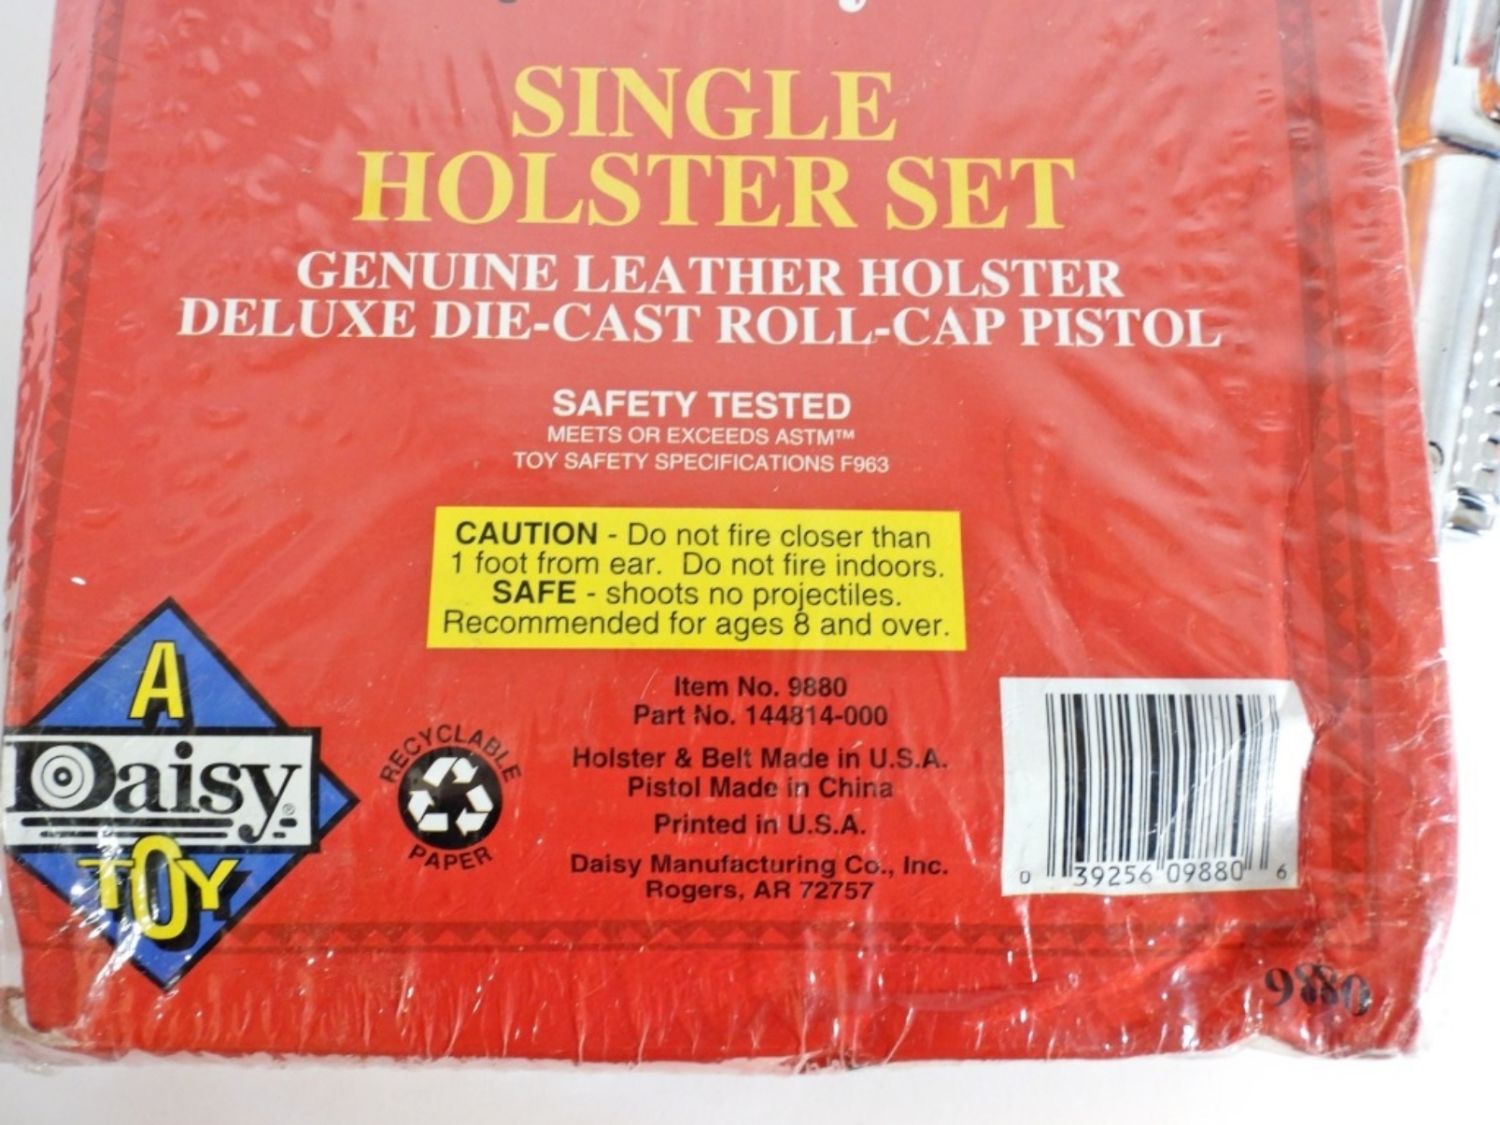 SINGLE
HOLSTER SET
GENUINE LEATHER HOLSTER
DELUXE DIE-CAST ROLL-CAP PISTOL
SAFETY TESTED
MEETS OR EXCEEDS ASTM™
TOY SAFETY SPECIFICATIONS F963
CAUTION - Do not fire closer than
1 foot from ear. Do not fire indoors.
SAFE - shoots no projectiles.
Recommended for ages 8 and over.
A
Daisy®
TOY
RECYCLABLE
PAPER
Item No. 9880
Part No. 144814-000
Holster & Belt Made in U.S.A.
Pistol Made in China
Printed in U.S.A.
Daisy Manufacturing Co., Inc.
Rogers, AR 72757
0 39256 09880 6
9880